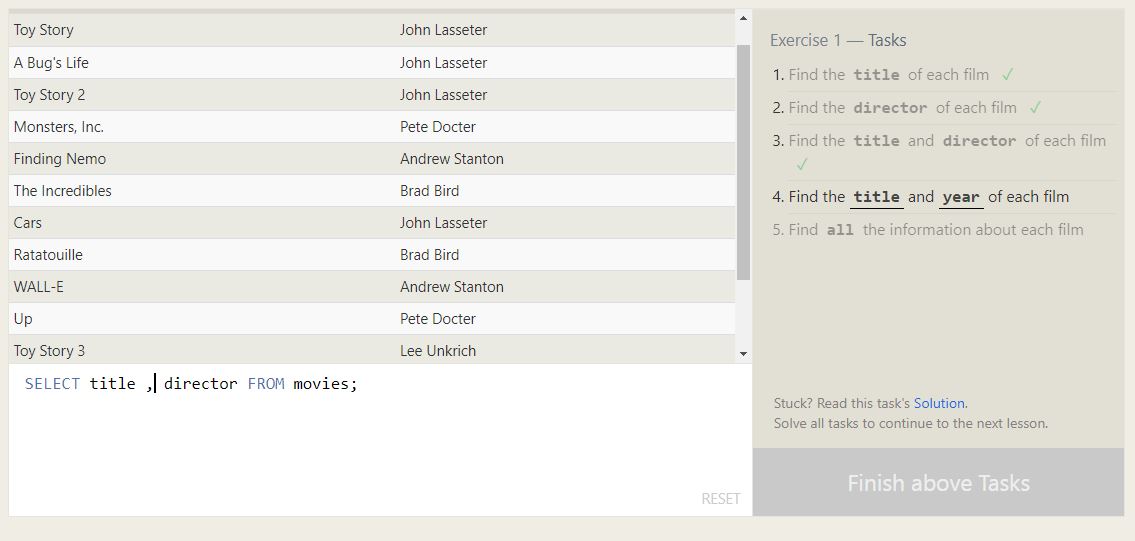 Toy Story John Lasseter
A Bug's Life John Lasseter
Toy Story 2 John Lasseter
Monsters, Inc. Pete Docter
Finding Nemo Andrew Stanton
The Incredibles Brad Bird
Cars John Lasseter
Ratatouille Brad Bird
WALL-E Andrew Stanton
Up Pete Docter
Toy Story 3 Lee Unkrich
SELECT title , director FROM movies;
RESET
Exercise 1 — Tasks
1. Find the title of each film ✓
2. Find the director of each film ✓
3. Find the title and director of each film
✓
4. Find the title and year of each film
5. Find all the information about each film
Stuck? Read this task's Solution.
Solve all tasks to continue to the next lesson.
Finish above Tasks